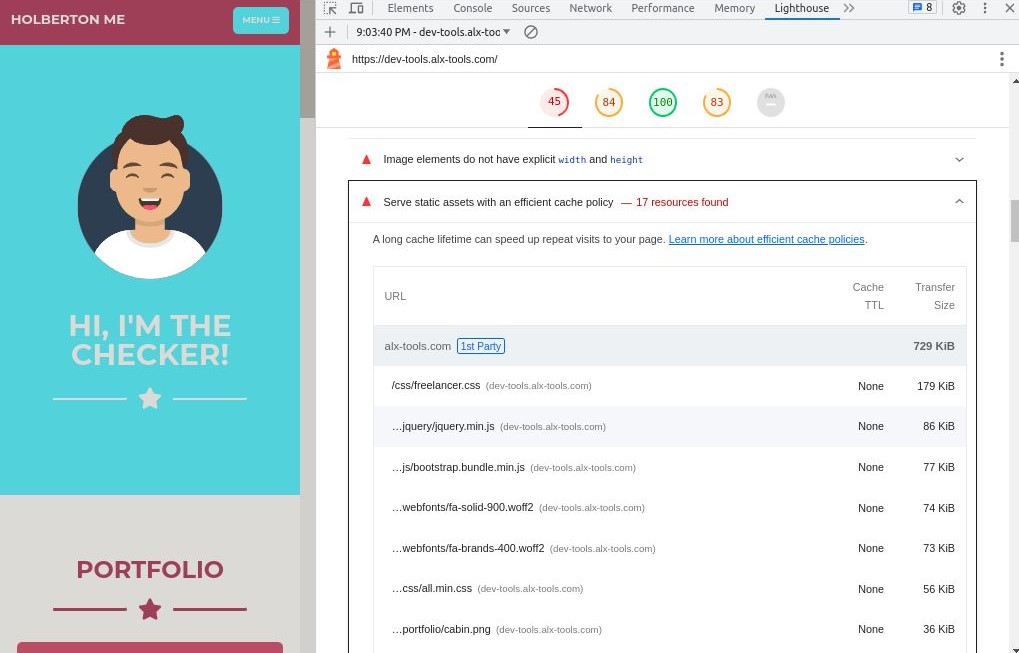 HOLBERTON ME
MENU
HI, I'M THE
CHECKER!
PORTFOLIO
Elements Console Sources Network Performance Memory Lighthouse 8
9:03:40 PM - dev-tools.alx-toc
https://dev-tools.alx-tools.com/
45 84 100 83
Image elements do not have explicit width and height
Serve static assets with an efficient cache policy — 17 resources found
A long cache lifetime can speed up repeat visits to your page. Learn more about efficient cache policies.
URL Cache TTL Transfer Size
alx-tools.com 1st Party 729 KiB
/css/freelancer.css (dev-tools.alx-tools.com) None 179 KiB
…jquery/jquery.min.js (dev-tools.alx-tools.com) None 86 KiB
…js/bootstrap.bundle.min.js (dev-tools.alx-tools.com) None 77 KiB
…webfonts/fa-solid-900.woff2 (dev-tools.alx-tools.com) None 74 KiB
…webfonts/fa-brands-400.woff2 (dev-tools.alx-tools.com) None 73 KiB
…css/all.min.css (dev-tools.alx-tools.com) None 56 KiB
…portfolio/cabin.png (dev-tools.alx-tools.com) None 36 KiB